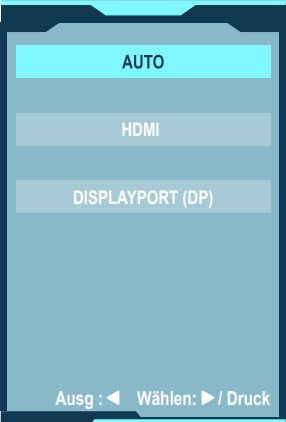 AUTO
HDMI
DISPLAYPORT (DP)
Ausg : ◀ Wählen: ▶ / Druck